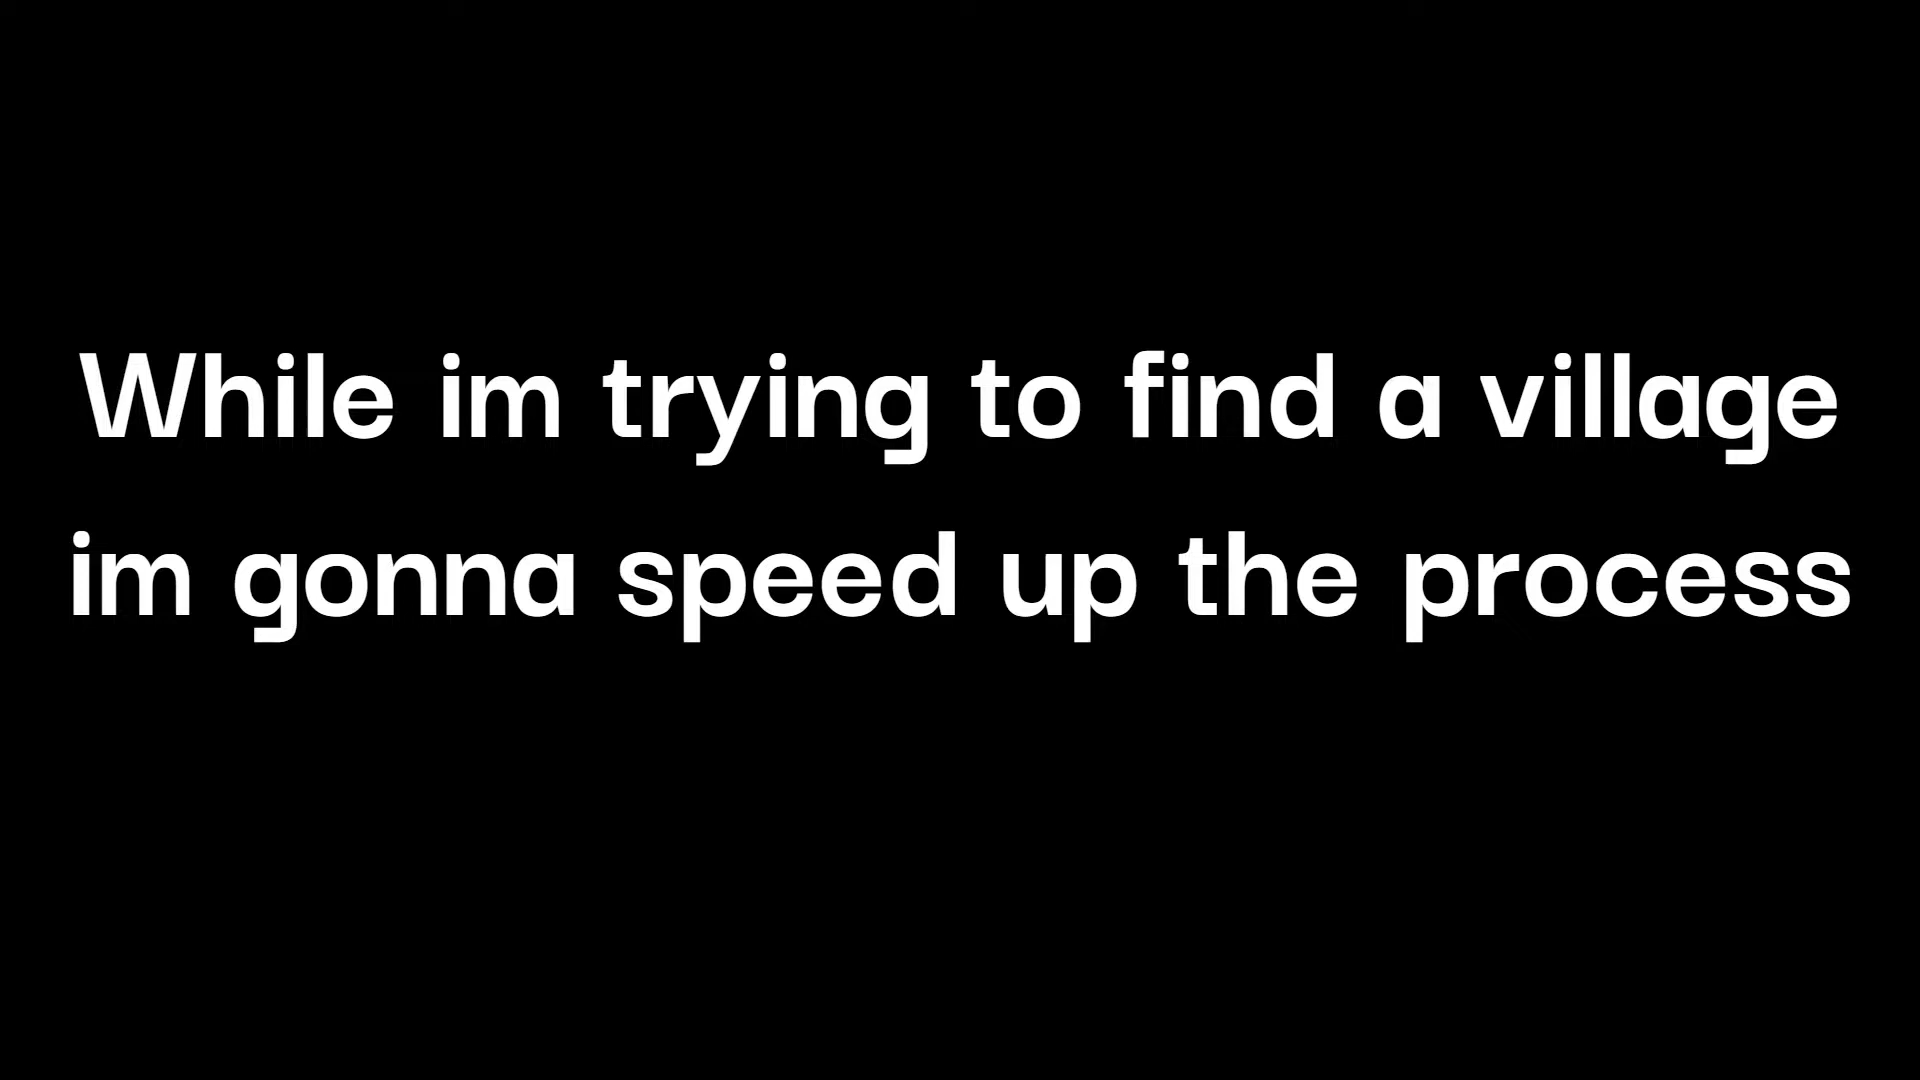 While im trying to find a village
im gonna speed up the process